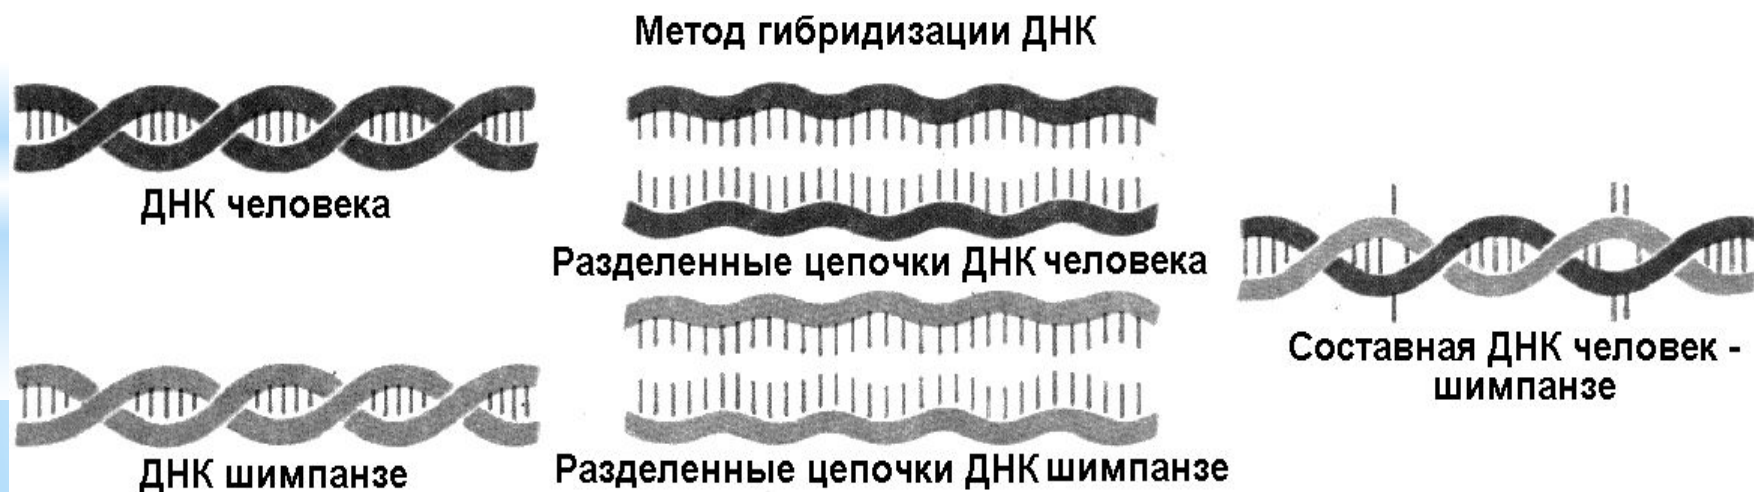 Метод гибридизации ДНК
ДНК человека
Разделенные цепочки ДНК человека
Составная ДНК человек -
шимпанзе
ДНК шимпанзе
Разделенные цепочки ДНК шимпанзе